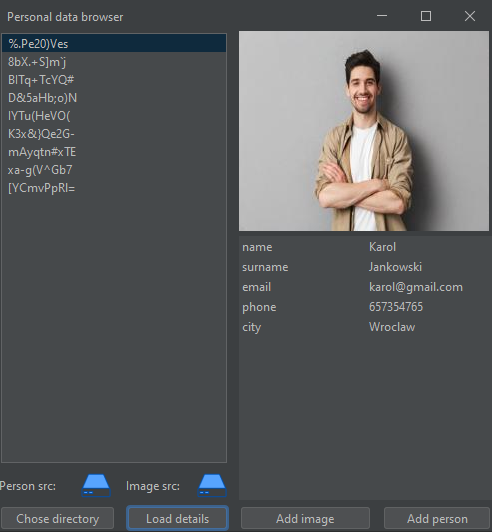 Personal data browser
%.Pe20)Ves
8bX.+S]m`j
BITq+TcYQ#
D&5aHb;o)N
IYTu(HeVO(
K3x&}Qe2G-
mAyqtn#xTE
xa-g(V^Gb7
[YCmvPpRI=
name Karol
surname Jankowski
email karol@gmail.com
phone 657354765
city Wroclaw
Person src: Image src:
Chose directory Load details Add image Add person